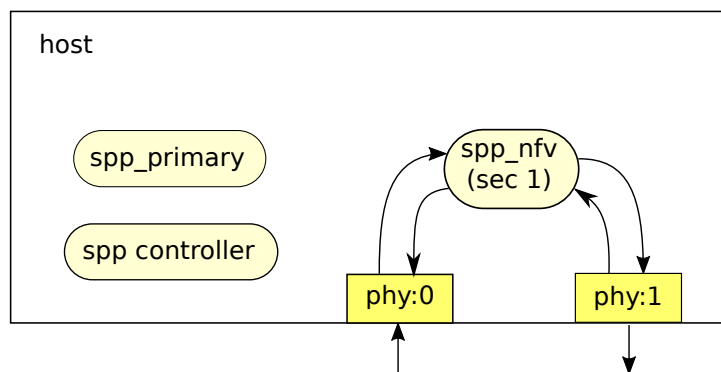 host
spp_primary
spp_nfv
(sec 1)
spp controller
phy:0
phy:1